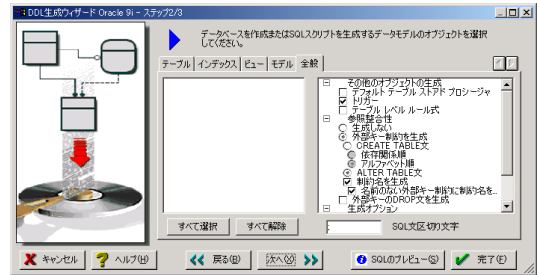 DDL生成ウィザード Oracle 9i - ステップ2/3
データベースを作成またはSQLスクリプトを生成するデータモデルのオブジェクトを選択
してください。
テーブル インデックス ビュー モデル 全般
その他のオブジェクトの生成
デフォルト テーブル ストアド プロシージャ
トリガー
テーブル レベル ルール式
参照整合性
生成しない
外部キー制約を生成
CREATE TABLE文
依存関係順
アルファベット順
ALTER TABLE文
制約名を生成
名前のない外部キー制約に制約名を..
外部キーのDROP文を生成
生成オプション
すべて選択 すべて解除
; SQL文区切り文字
キャンセル ヘルプ(H) 戻る(B) 次へ(N) SQLのプレビュー(S) 完了(F)